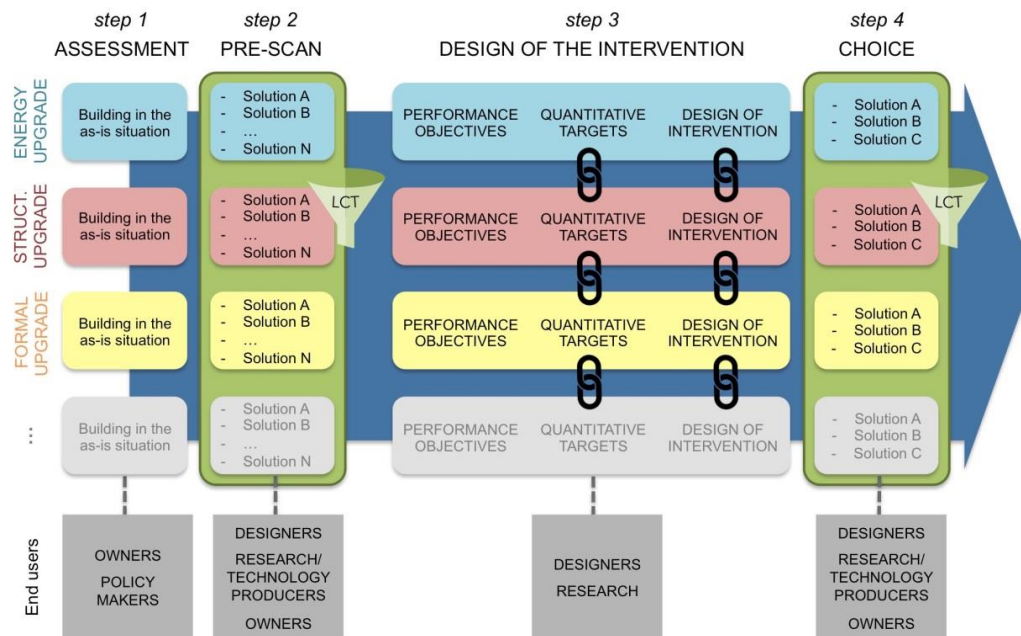 step 1
step 2
step 3
step 4
ASSESSMENT
PRE-SCAN
DESIGN OF THE INTERVENTION
CHOICE
ENERGY
UPGRADE
Building in the
as-is situation
- Solution A
- Solution B
- …
- Solution N
PERFORMANCE
OBJECTIVES
QUANTITATIVE
TARGETS
DESIGN OF
INTERVENTION
- Solution A
- Solution B
- Solution C
STRUCT.
UPGRADE
Building in the
as-is situation
- Solution A
- Solution B
- …
- Solution N
LCT
PERFORMANCE
OBJECTIVES
QUANTITATIVE
TARGETS
DESIGN OF
INTERVENTION
- Solution A
- Solution B
- Solution C
LCT
FORMAL
UPGRADE
Building in the
as-is situation
- Solution A
- Solution B
- …
- Solution N
PERFORMANCE
OBJECTIVES
QUANTITATIVE
TARGETS
DESIGN OF
INTERVENTION
- Solution A
- Solution B
- Solution C
…
Building in the
as-is situation
- Solution A
- Solution B
- …
- Solution N
PERFORMANCE
OBJECTIVES
QUANTITATIVE
TARGETS
DESIGN OF
INTERVENTION
- Solution A
- Solution B
- Solution C
End users
OWNERS
POLICY
MAKERS
DESIGNERS
RESEARCH/
TECHNOLOGY
PRODUCERS
OWNERS
DESIGNERS
RESEARCH
DESIGNERS
RESEARCH/
TECHNOLOGY
PRODUCERS
OWNERS